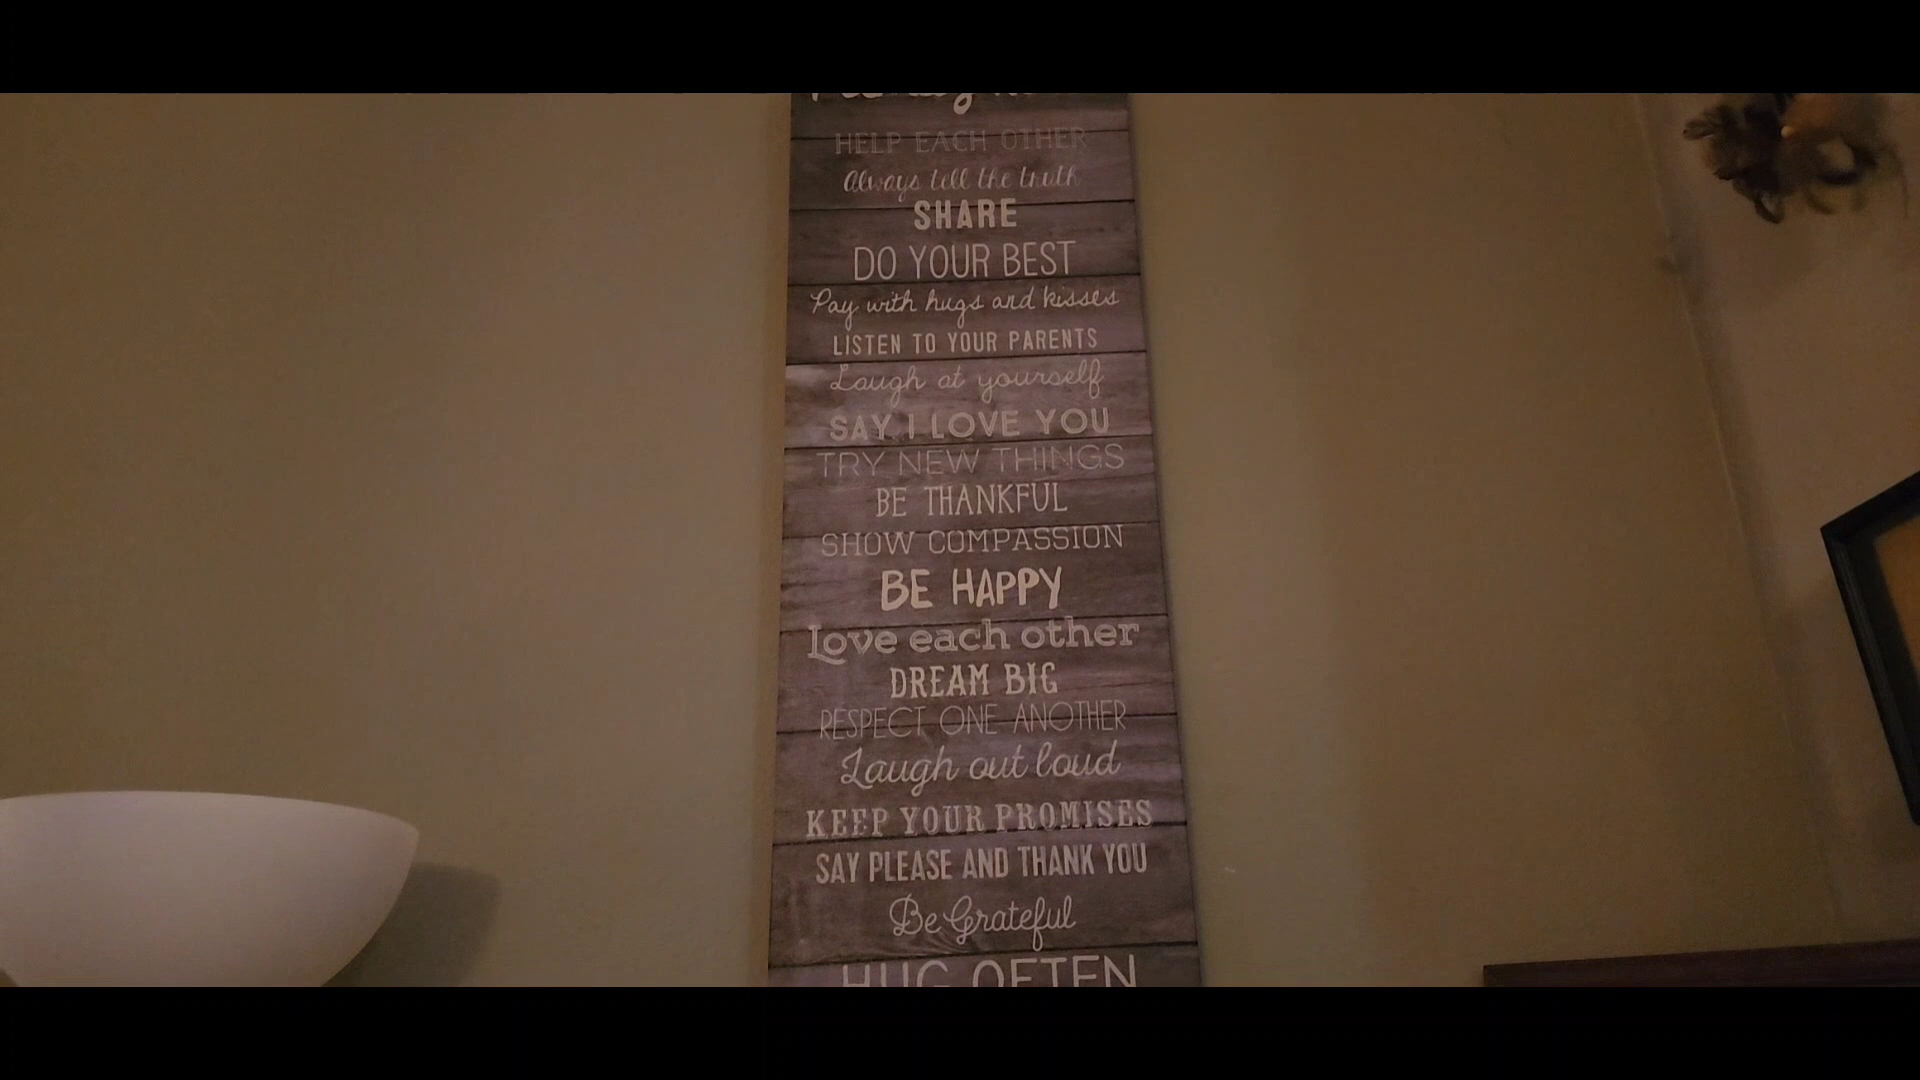 HELP EACH OTHER
Always tell the truth
SHARE
DO YOUR BEST
Pay with hugs and kisses
LISTEN TO YOUR PARENTS
Laugh at yourself
SAY I LOVE YOU
TRY NEW THINGS
BE THANKFUL
SHOW COMPASSION
BE HAPPY
Love each other
DREAM BIG
RESPECT ONE ANOTHER
Laugh out loud
KEEP YOUR PROMISES
SAY PLEASE AND THANK YOU
Be Grateful
HUG OFTEN